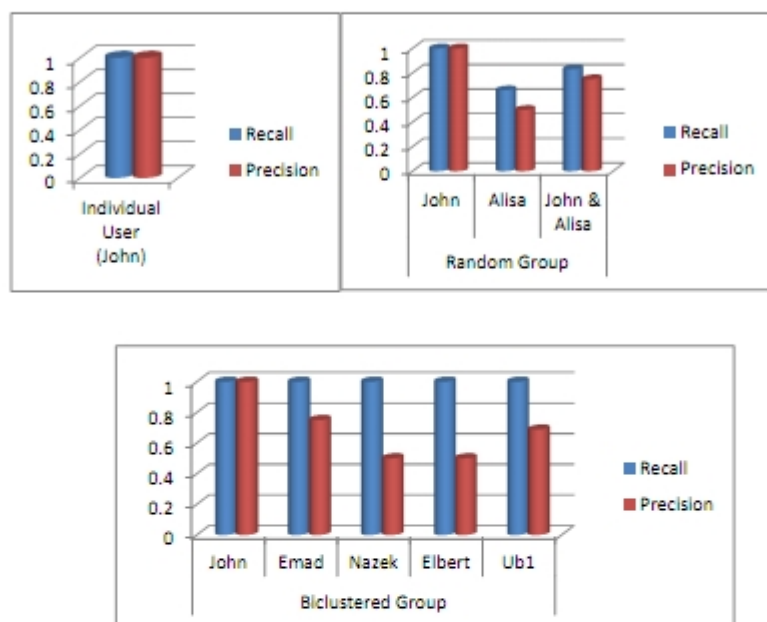 1
0.8
0.6
0.4
0.2
0
Individual
User
(John)
Recall
Precision
1
0.8
0.6
0.4
0.2
0
John Alisa John &
Alisa
Random Group
Recall
Precision
1
0.8
0.6
0.4
0.2
0
John Emad Nazek Elbert Ub1
Biclustered Group
Recall
Precision